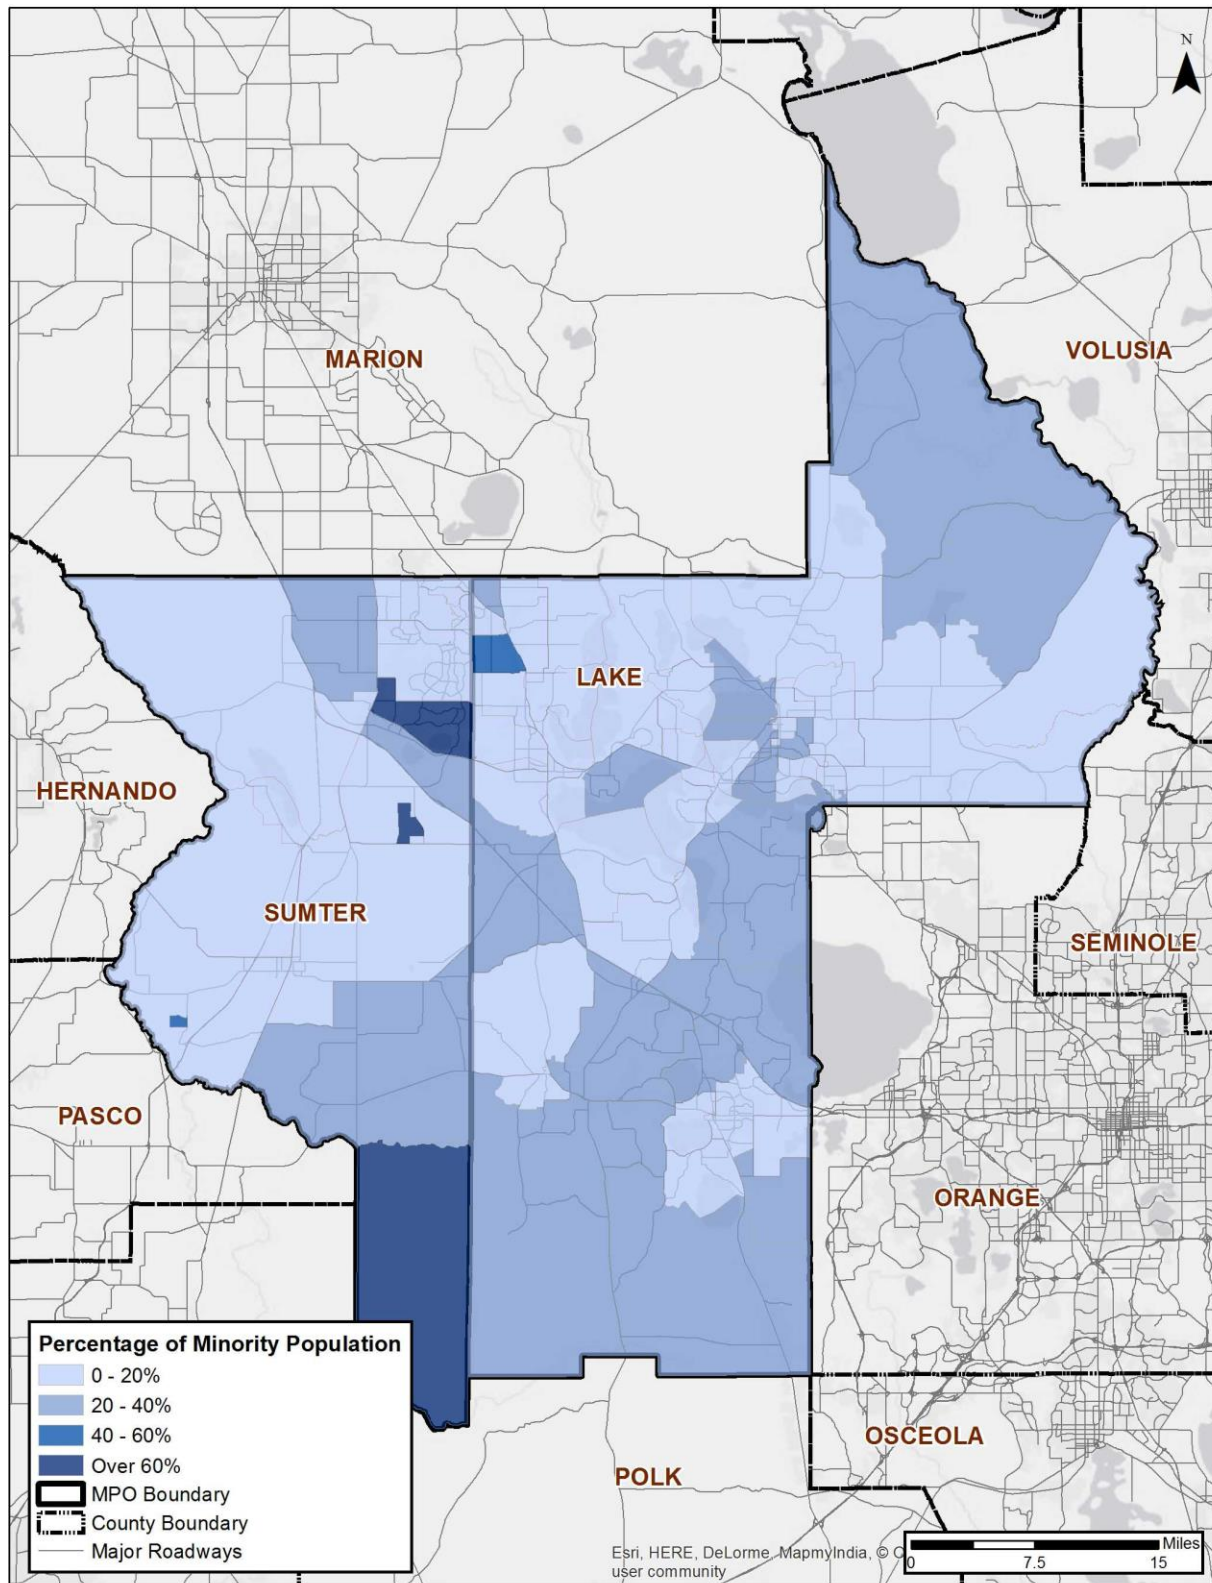 N
MARION
VOLUSIA
LAKE
HERNANDO
SUMTER
SEMINOLE
PASCO
ORANGE
Percentage of Minority Population
0 - 20%
20 - 40%
40 - 60%
Over 60%
MPO Boundary
County Boundary
Major Roadways
OSCEOLA
POLK
Esri, HERE, DeLorme, MapmyIndia, ©
user community
Miles
0 7.5 15